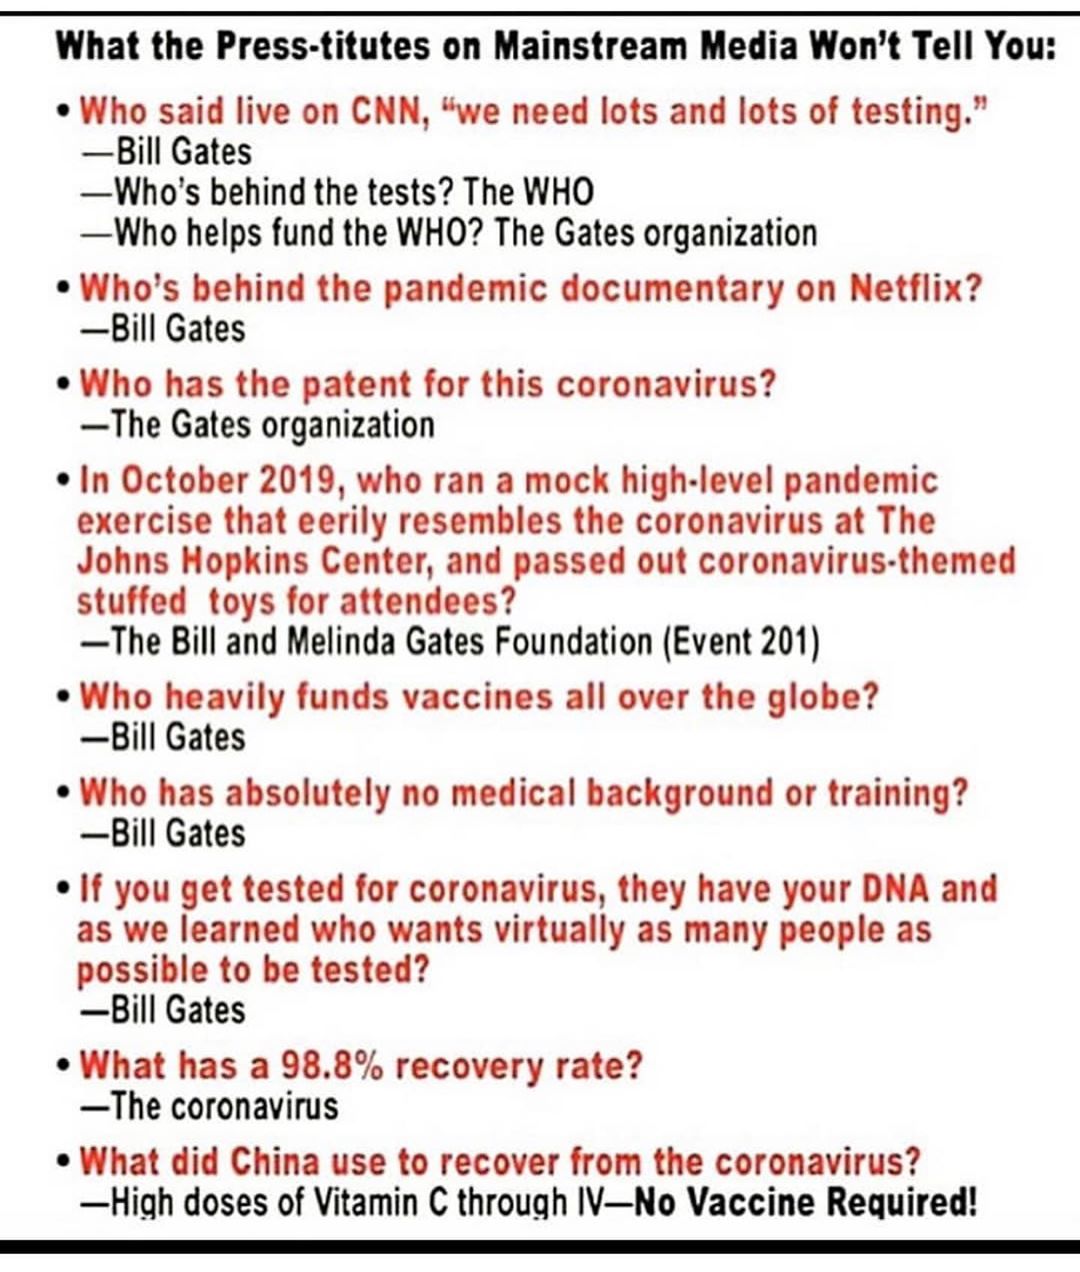 What the Press-titutes on Mainstream Media Won't Tell You:
• Who said live on CNN, "we need lots and lots of testing."
—Bill Gates
—Who's behind the tests? The WHO
—Who helps fund the WHO? The Gates organization
• Who's behind the pandemic documentary on Netflix?
—Bill Gates
• Who has the patent for this coronavirus?
—The Gates organization
• In October 2019, who ran a mock high-level pandemic
exercise that eerily resembles the coronavirus at The
Johns Hopkins Center, and passed out coronavirus-themed
stuffed toys for attendees?
—The Bill and Melinda Gates Foundation (Event 201)
• Who heavily funds vaccines all over the globe?
—Bill Gates
• Who has absolutely no medical background or training?
—Bill Gates
• If you get tested for coronavirus, they have your DNA and
as we learned who wants virtually as many people as
possible to be tested?
—Bill Gates
• What has a 98.8% recovery rate?
—The coronavirus
• What did China use to recover from the coronavirus?
—High doses of Vitamin C through IV—No Vaccine Required!